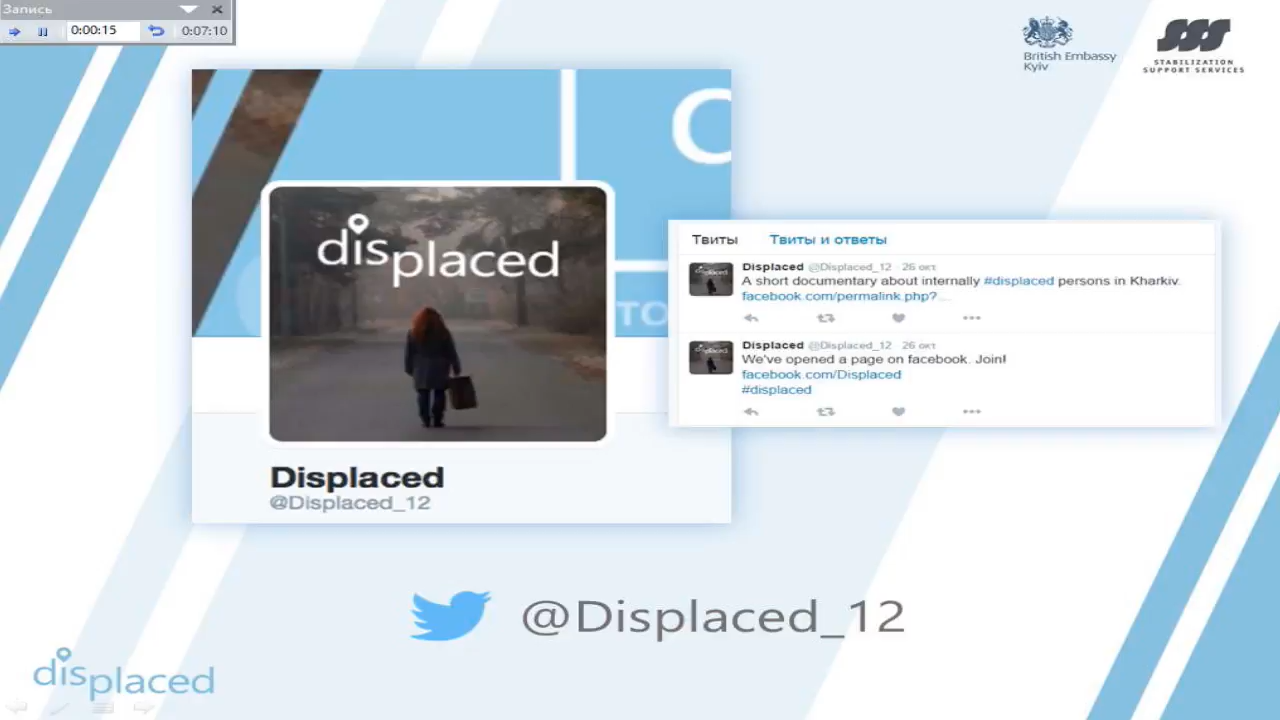 Запись
0:00:15
0:07:10
British Embassy
Kyiv
STABILIZATION
SUPPORT SERVICES
displaced
Displaced
@Displaced_12
Твиты
Твиты и ответы
Displaced @Displaced_12 26 окт
A short documentary about internally #displaced persons in Kharkiv.
facebook.com/permalink.php?...
Displaced @Displaced_12 26 окт
We've opened a page on facebook. Join!
facebook.com/Displaced
#displaced
@Displaced_12
displaced